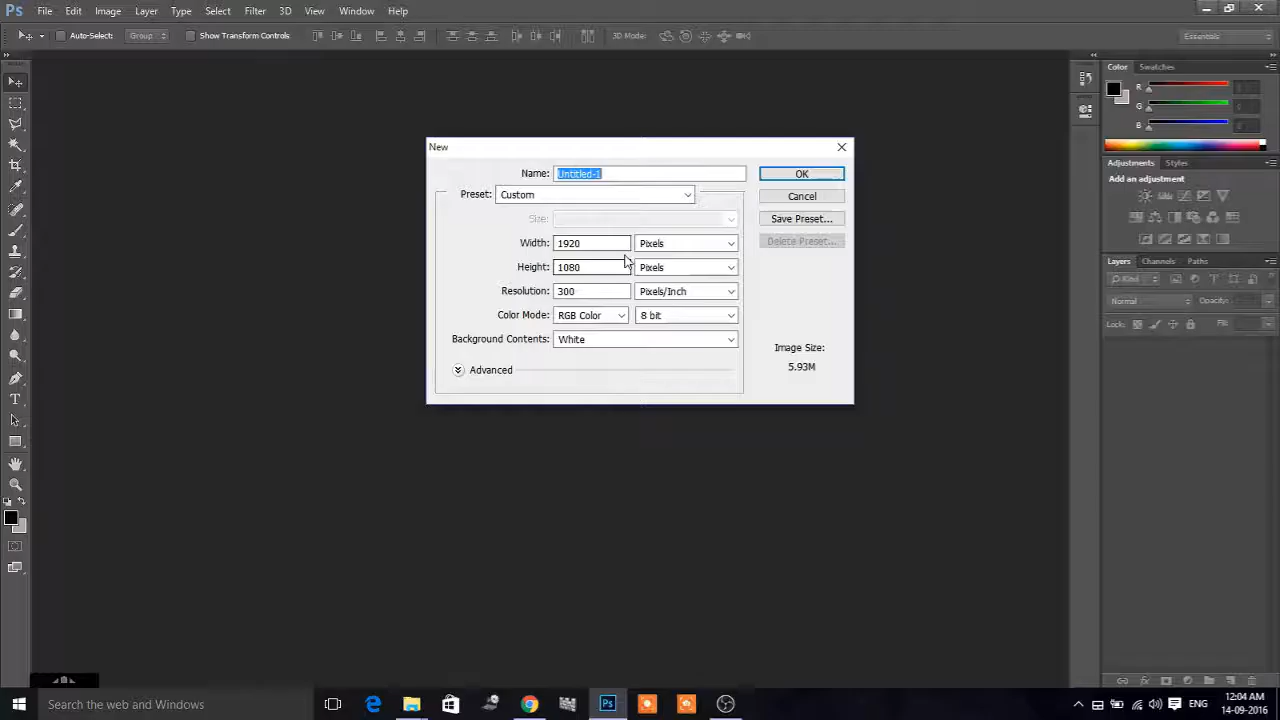 Ps File Edit Image Layer Type Select Filter 3D View Window Help
Auto-Select: Group Show Transform Controls 3D Mode: Essentials
Color Swatches
R
G
B
Adjustments Styles
Add an adjustment
Layers Channels Paths
Kind
Normal Opacity:
Lock: Fill:
New
Name: Untitled-1 OK
Preset: Custom Cancel
Size: Save Preset...
Width: 1920 Pixels Delete Preset...
Height: 1080 Pixels
Resolution: 300 Pixels/Inch
Color Mode: RGB Color 8 bit
Background Contents: White Image Size:
5.93M
Advanced
Search the web and Windows Ps ENG 12:04 AM
14-09-2016